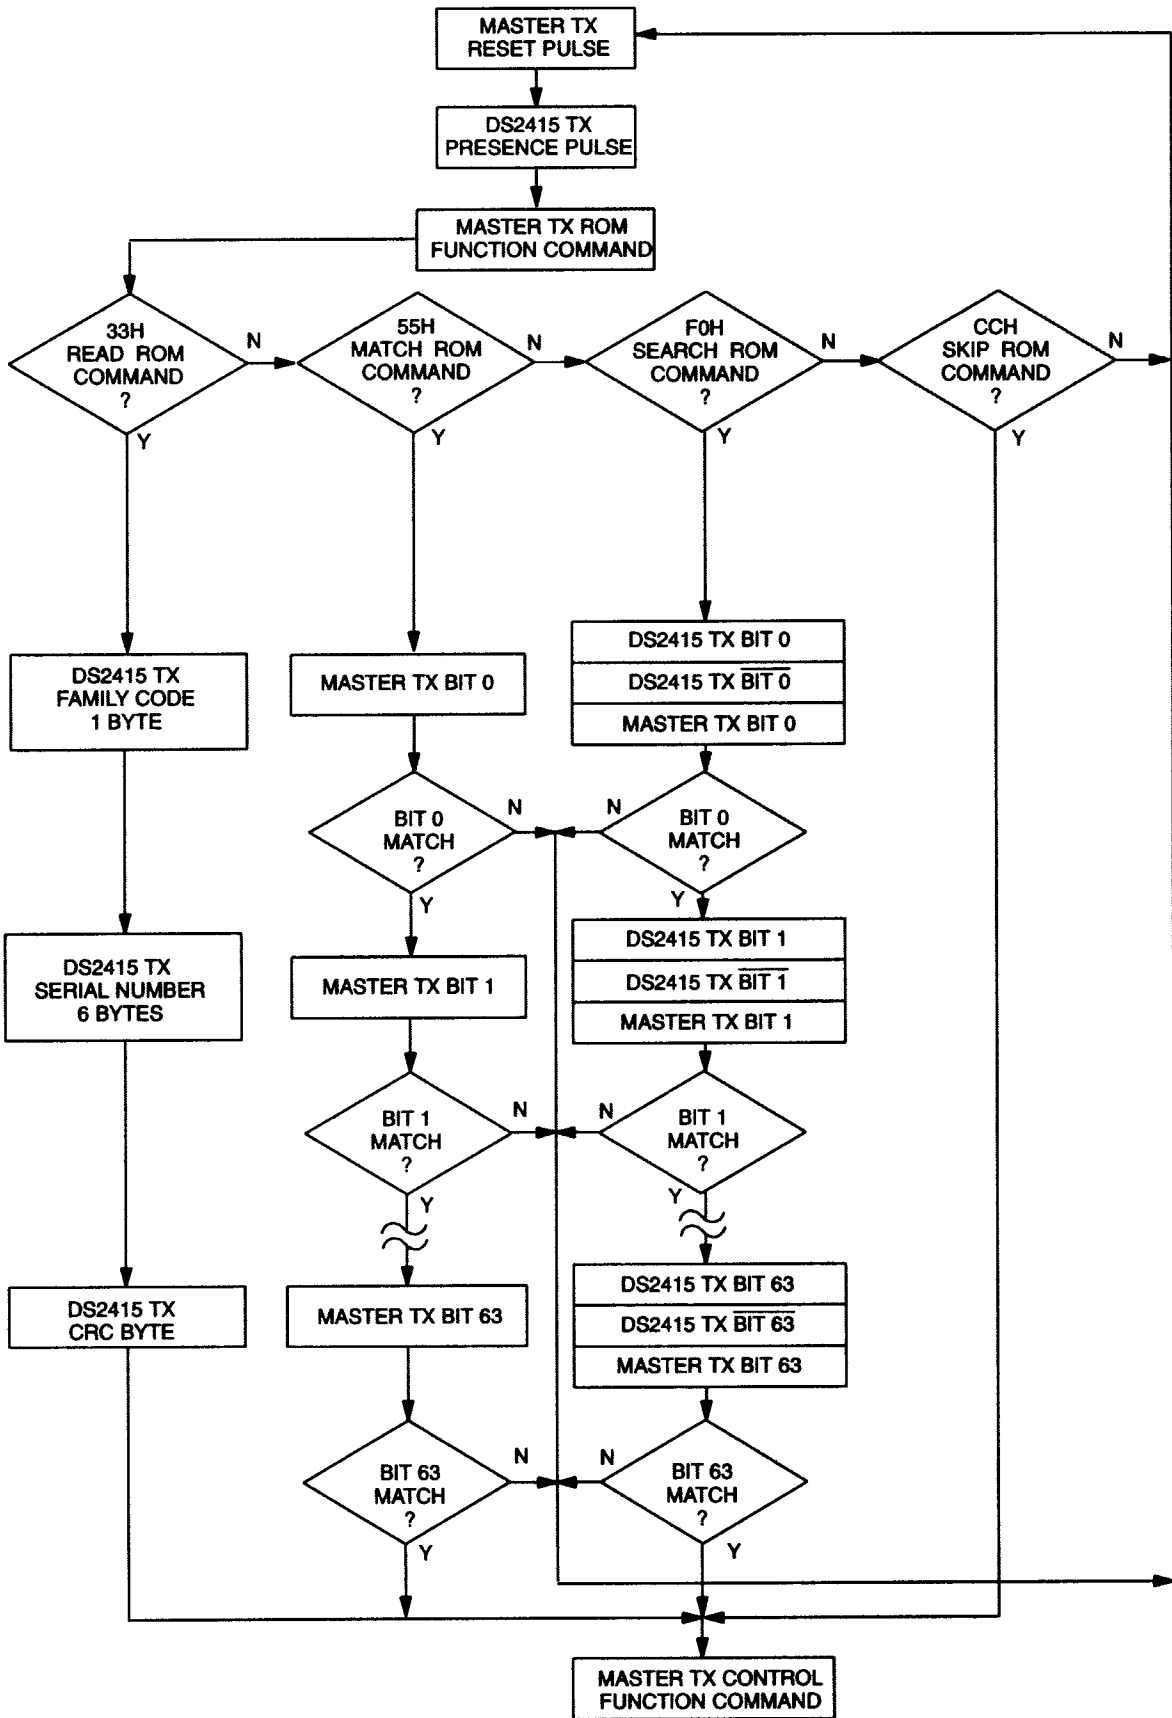 MASTER TX
RESET PULSE
DS2415 TX
PRESENCE PULSE
MASTER TX ROM
FUNCTION COMMAND
33H
READ ROM
COMMAND
?
N
Y
55H
MATCH ROM
COMMAND
?
N
Y
F0H
SEARCH ROM
COMMAND
?
N
Y
CCH
SKIP ROM
COMMAND
?
N
Y
DS2415 TX
FAMILY CODE
1 BYTE
DS2415 TX
SERIAL NUMBER
6 BYTES
DS2415 TX
CRC BYTE
MASTER TX BIT 0
BIT 0
MATCH
?
N
Y
MASTER TX BIT 1
BIT 1
MATCH
?
N
Y
MASTER TX BIT 63
BIT 63
MATCH
?
N
Y
DS2415 TX BIT 0
DS2415 TX B̅I̅T̅ ̅0̅
MASTER TX BIT 0
BIT 0
MATCH
?
N
Y
DS2415 TX BIT 1
DS2415 TX B̅I̅T̅ ̅1̅
MASTER TX BIT 1
BIT 1
MATCH
?
N
Y
DS2415 TX BIT 63
DS2415 TX B̅I̅T̅ ̅6̅3̅
MASTER TX BIT 63
BIT 63
MATCH
?
N
Y
MASTER TX CONTROL
FUNCTION COMMAND